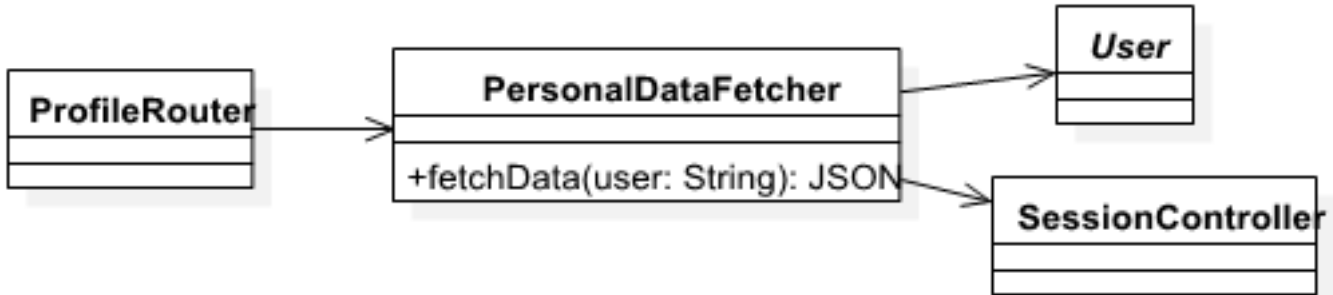 ProfileRouter
PersonalDataFetcher
+fetchData(user: String): JSON
User
SessionController